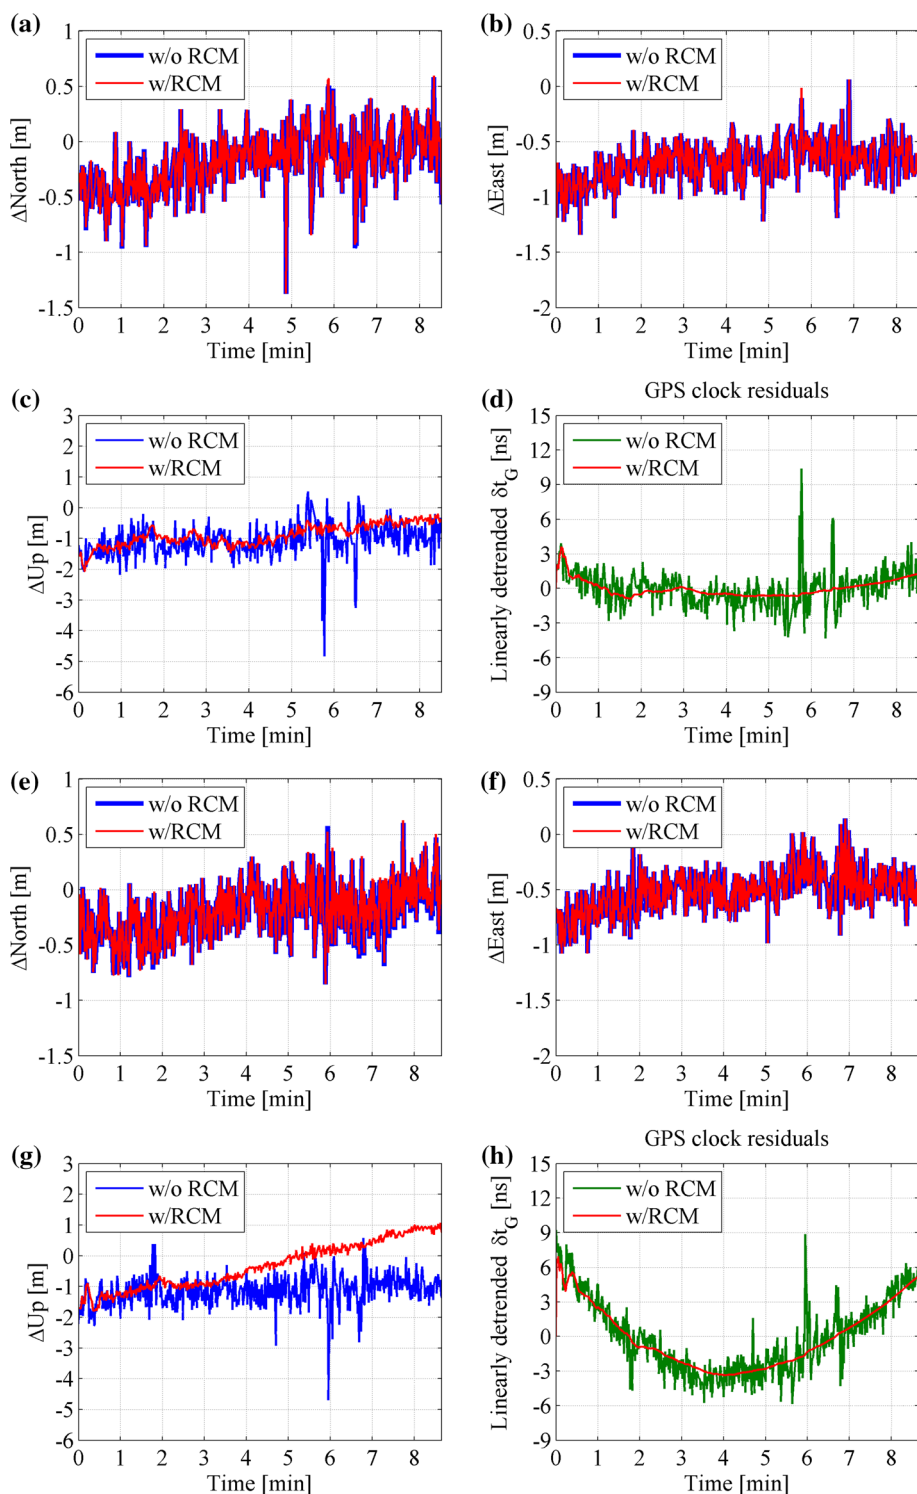 (a)
1
0.5
0
-0.5
-1
-1.5
ΔNorth [m]
w/o RCM
w/RCM
0 1 2 3 4 5 6 7 8
Time [min]
(b)
0.5
0
-0.5
-1
-1.5
-2
ΔEast [m]
w/o RCM
w/RCM
0 1 2 3 4 5 6 7 8
Time [min]
(c)
3
2
1
0
-1
-2
-3
-4
-5
-6
ΔUp [m]
w/o RCM
w/RCM
0 1 2 3 4 5 6 7 8
Time [min]
(d)
GPS clock residuals
15
12
9
6
3
0
-3
-6
-9
Linearly detrended δt_G [ns]
w/o RCM
w/RCM
0 1 2 3 4 5 6 7 8
Time [min]
(e)
1
0.5
0
-0.5
-1
-1.5
ΔNorth [m]
w/o RCM
w/RCM
0 1 2 3 4 5 6 7 8
Time [min]
(f)
0.5
0
-0.5
-1
-1.5
-2
ΔEast [m]
w/o RCM
w/RCM
0 1 2 3 4 5 6 7 8
Time [min]
(g)
3
2
1
0
-1
-2
-3
-4
-5
-6
ΔUp [m]
w/o RCM
w/RCM
0 1 2 3 4 5 6 7 8
Time [min]
(h)
GPS clock residuals
15
12
9
6
3
0
-3
-6
-9
Linearly detrended δt_G [ns]
w/o RCM
w/RCM
0 1 2 3 4 5 6 7 8
Time [min]